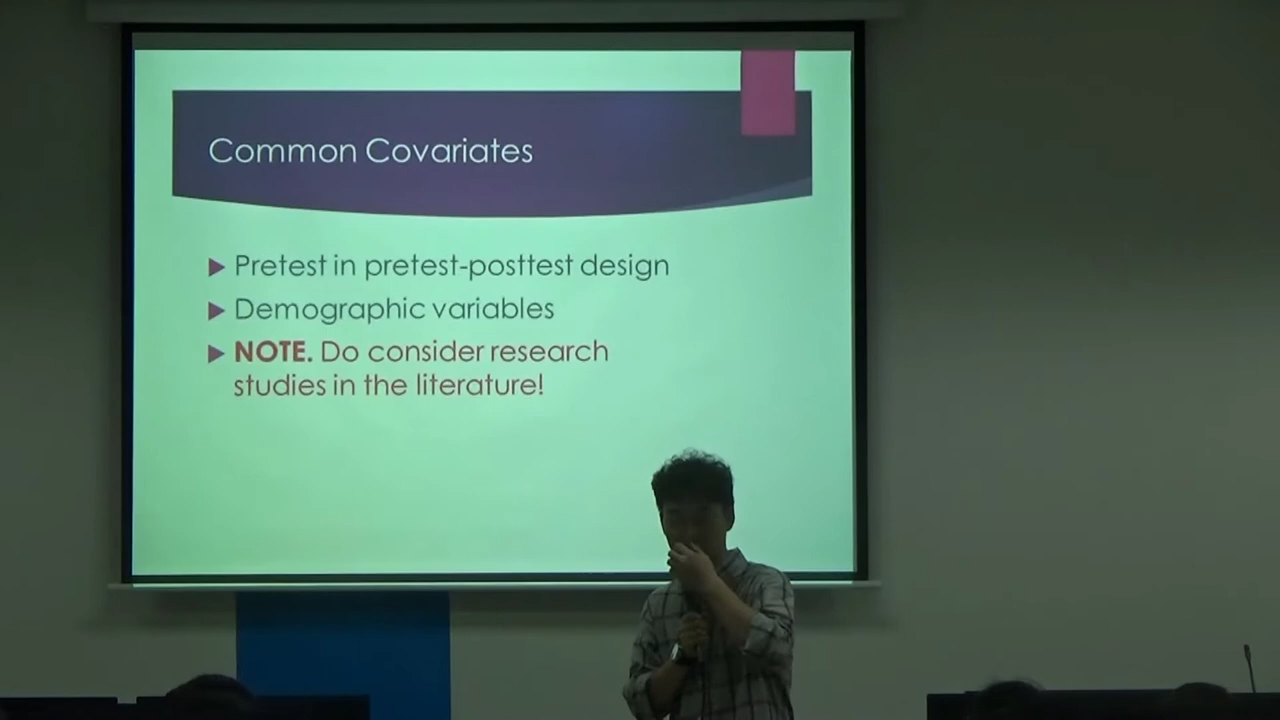 Common Covariates
Pretest in pretest-posttest design
Demographic variables
NOTE. Do consider research
studies in the literature!